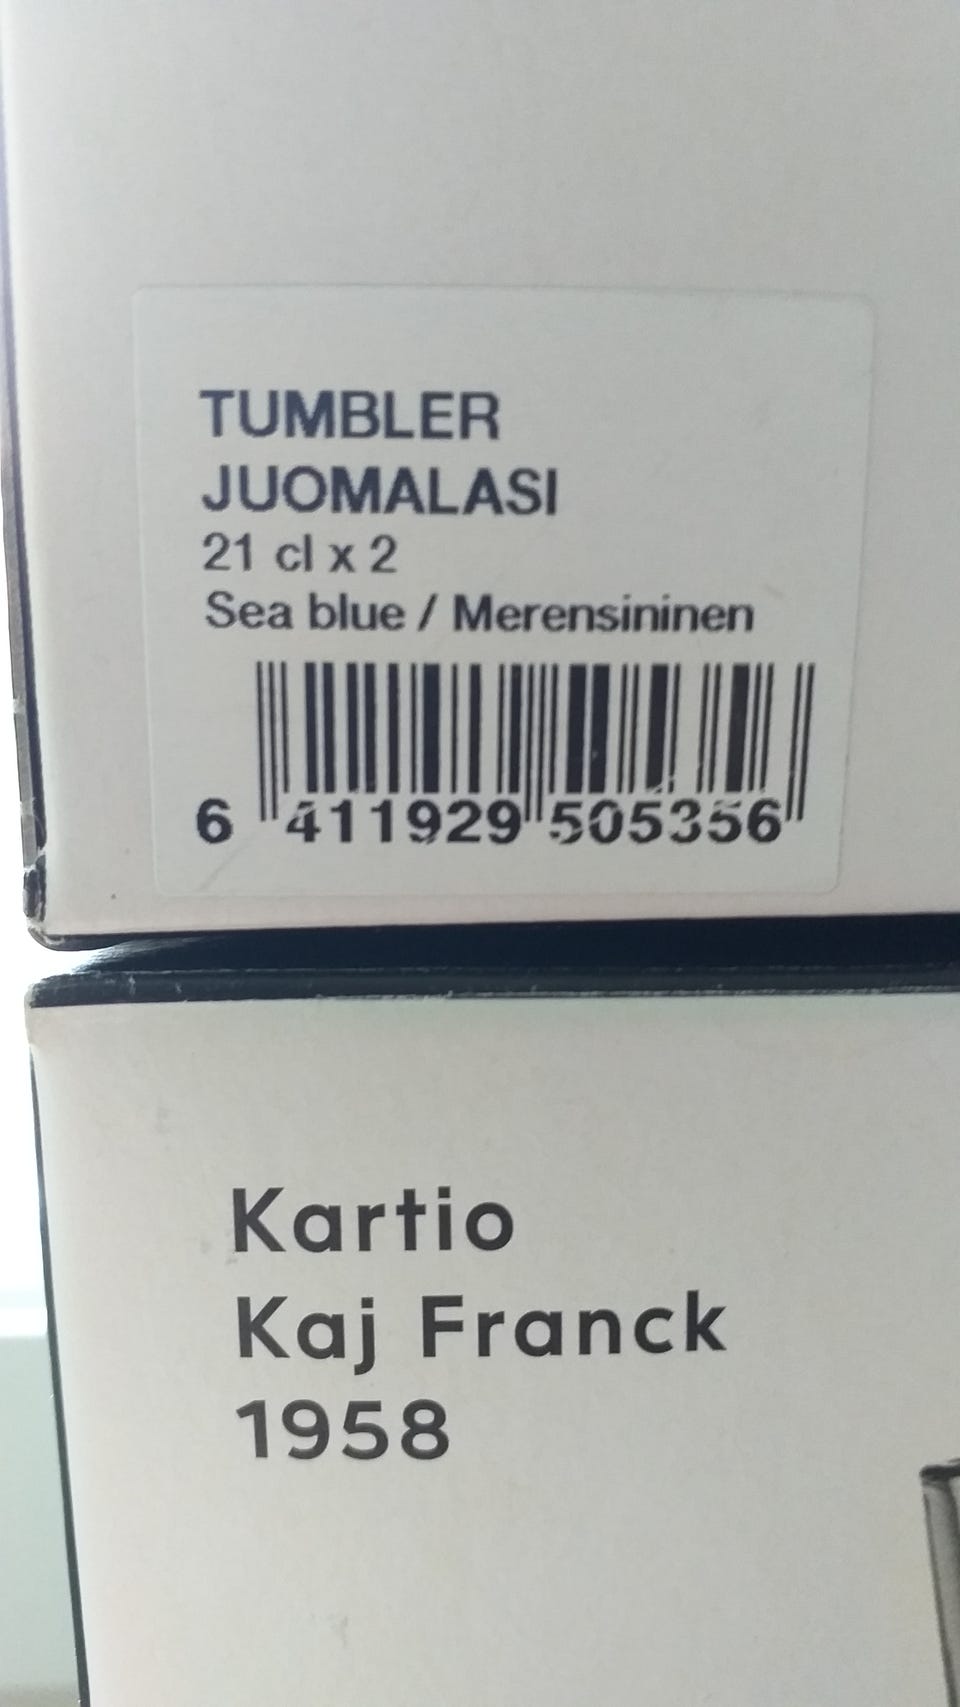 TUMBLER
JUOMALASI
21 cl x 2
Sea blue / Merensininen
6 411929 505356
Kartio
Kaj Franck
1958